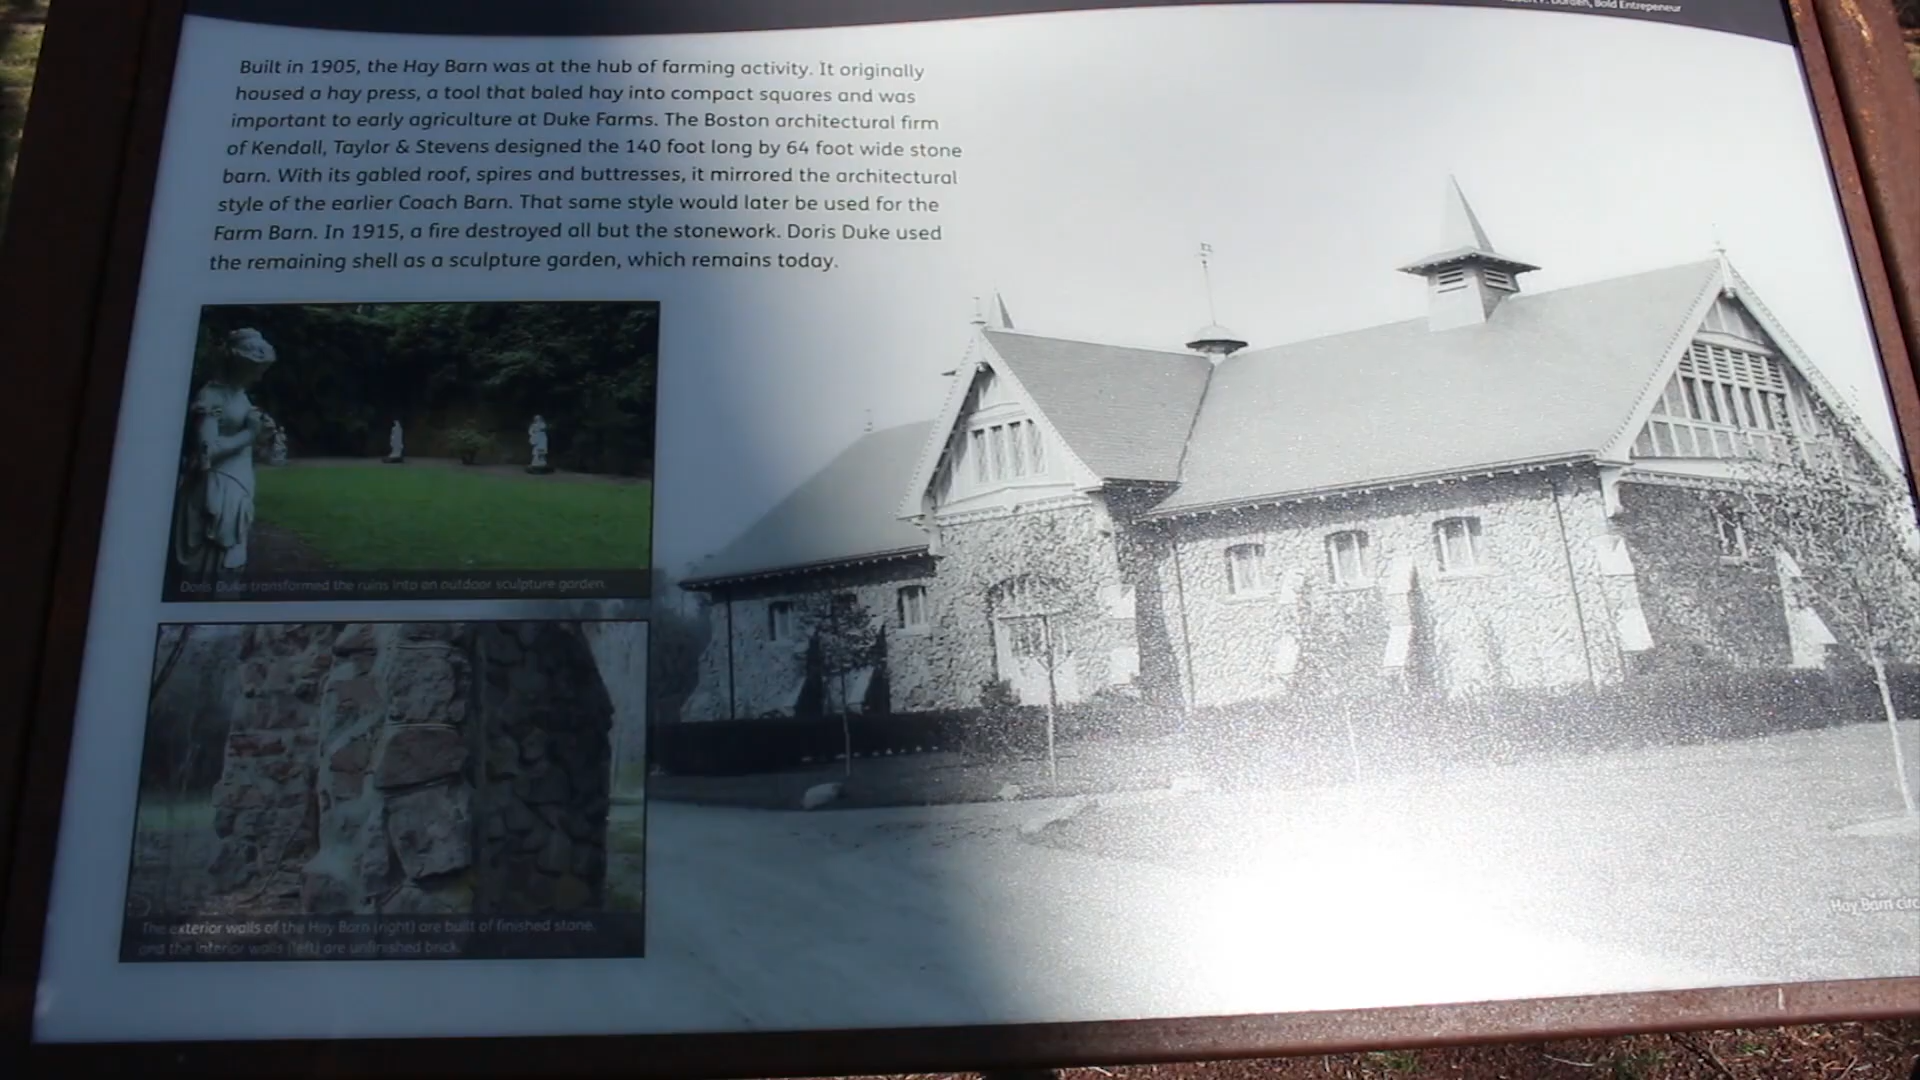 Bold Entrepeneur
Built in 1905, the Hay Barn was at the hub of farming activity. It originally
housed a hay press, a tool that baled hay into compact squares and was
important to early agriculture at Duke Farms. The Boston architectural firm
of Kendall, Taylor & Stevens designed the 140 foot long by 64 foot wide stone
barn. With its gabled roof, spires and buttresses, it mirrored the architectural
style of the earlier Coach Barn. That same style would later be used for the
Farm Barn. In 1915, a fire destroyed all but the stonework. Doris Duke used
the remaining shell as a sculpture garden, which remains today.
Doris Duke transformed the ruins into an outdoor sculpture garden.
The exterior walls of the Hay Barn (right) are built of finished stone,
and the interior walls (left) are unfinished brick.
Hay Barn circ